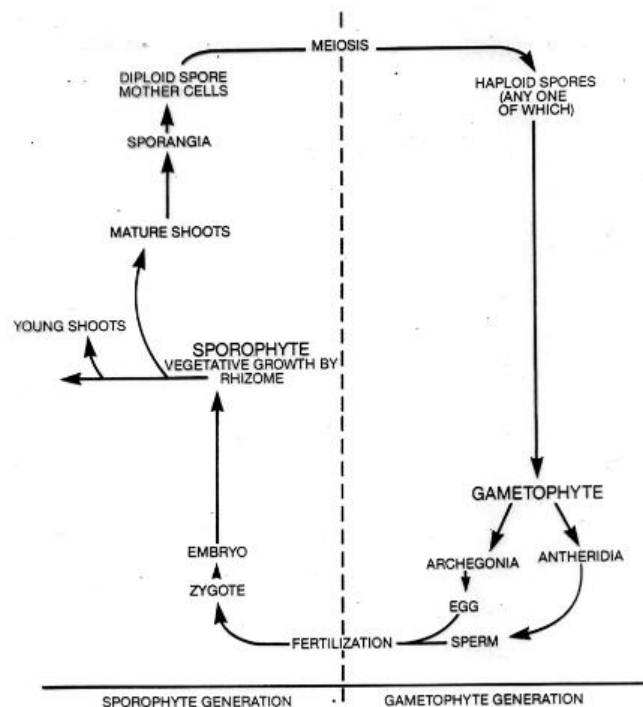 MEIOSIS
DIPLOID SPORE
MOTHER CELLS
HAPLOID SPORES
(ANY ONE
OF WHICH)
SPORANGIA
MATURE SHOOTS
YOUNG SHOOTS
SPOROPHYTE
VEGETATIVE GROWTH BY
RHIZOME
GAMETOPHYTE
EMBRYO
ARCHEGONIA
ANTHERIDIA
ZYGOTE
EGG
FERTILIZATION
SPERM
SPOROPHYTE GENERATION
GAMETOPHYTE GENERATION